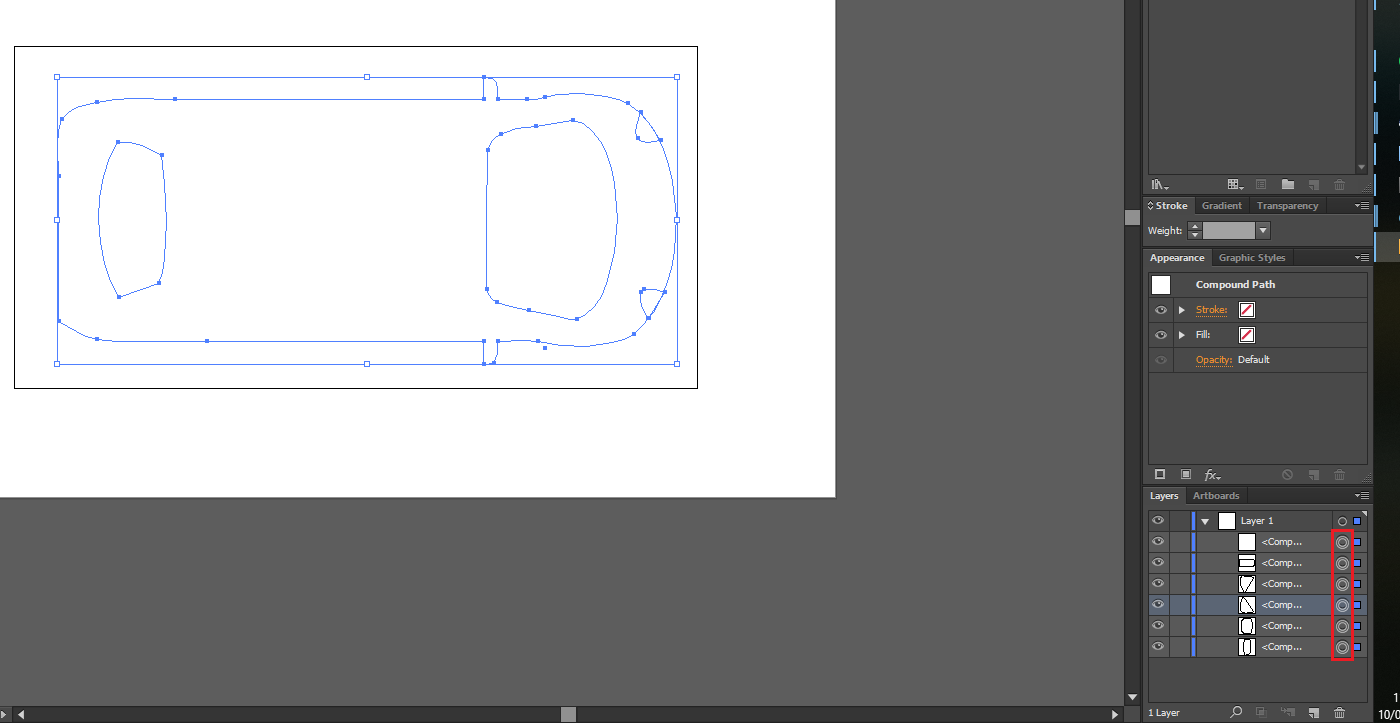 Stroke Gradient Transparency
Weight:
Appearance Graphic Styles
Compound Path
Stroke:
Fill:
Opacity: Default
fx
Layers Artboards
Layer 1
<Comp...
<Comp...
<Comp...
<Comp...
<Comp...
<Comp...
1 Layer
10/0